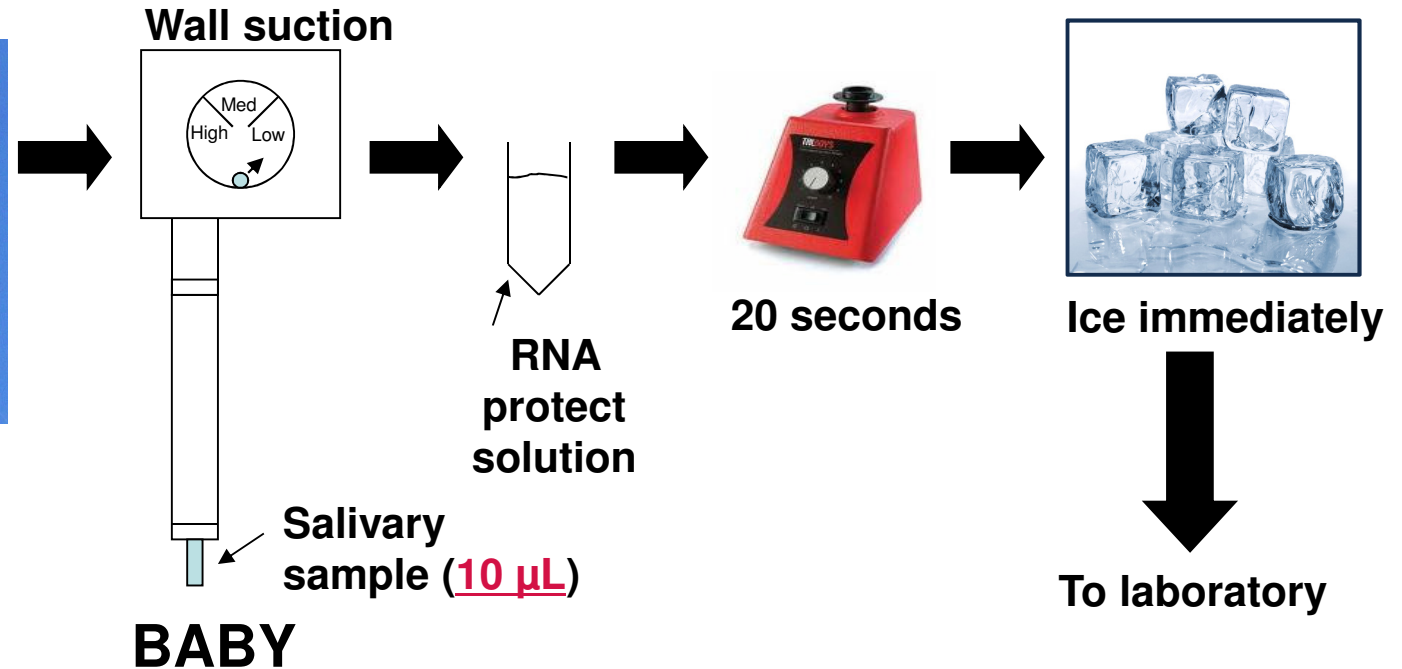 Wall suction
Med
High
Low
RNA
protect
solution
20 seconds
Ice immediately
Salivary
sample (10 µL)
BABY
To laboratory